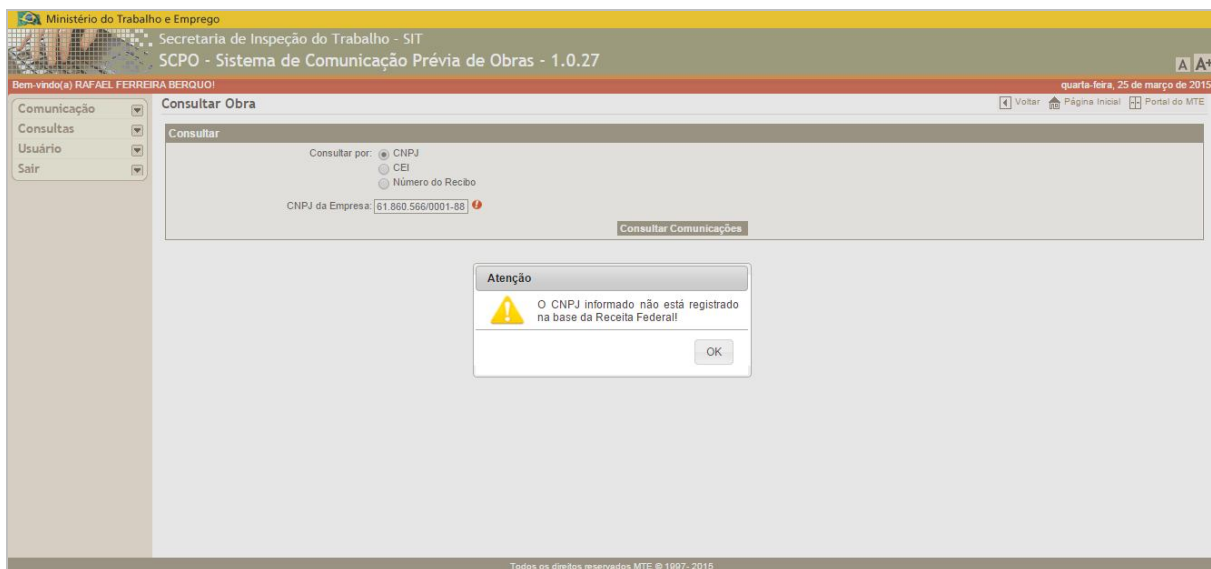 Ministério do Trabalho e Emprego
Secretaria de Inspeção do Trabalho - SIT
SCPO - Sistema de Comunicação Prévia de Obras - 1.0.27
A A+
Bem-vindo(a) RAFAEL FERREIRA BERQUO!
quarta-feira, 25 de março de 2015
Comunicação
Consultas
Usuário
Sair
Consultar Obra
Voltar Página Inicial Portal do MTE
Consultar
Consultar por: CNPJ
CEI
Número do Recibo
CNPJ da Empresa: 61.860.566/0001-88
Consultar Comunicações
Atenção
O CNPJ informado não está registrado
na base da Receita Federal!
OK
Todos os direitos reservados MTE © 1997- 2015